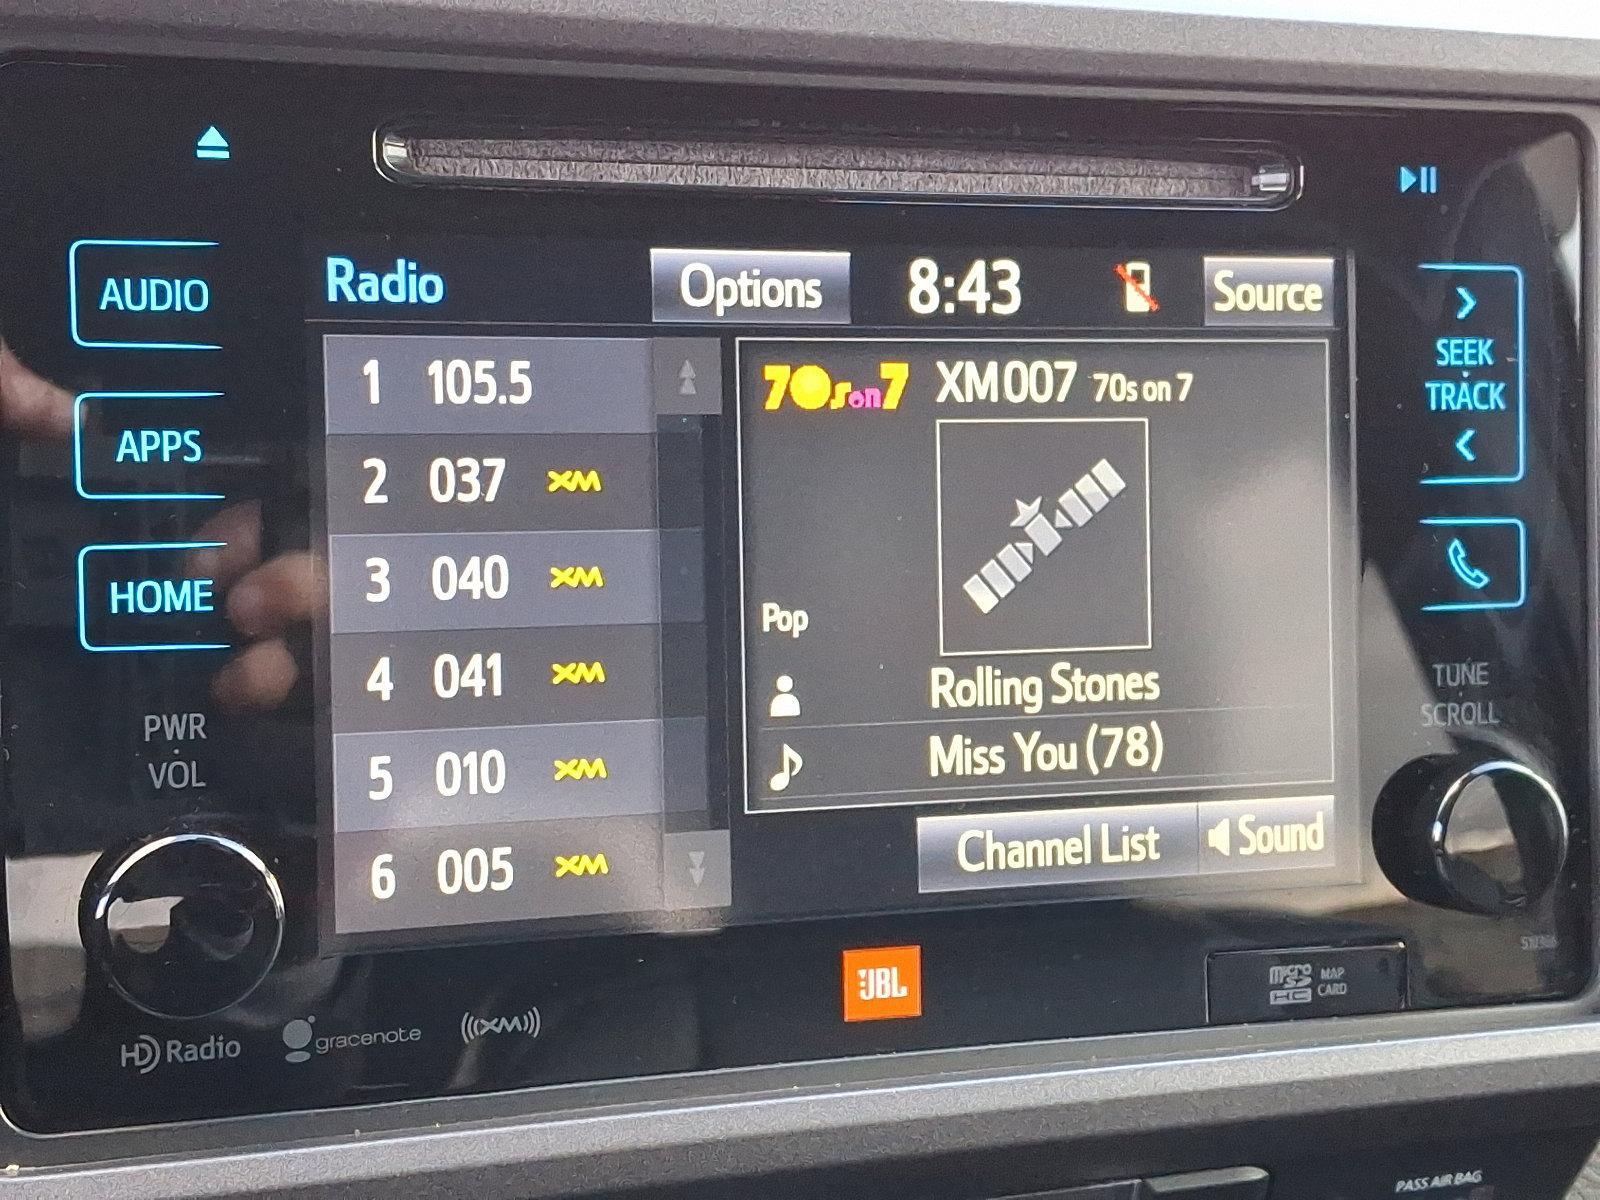 AUDIO
APPS
HOME
PWR
VOL
Radio
Options
8:43
Source
1 105.5
2 037 XM
3 040 XM
4 041 XM
5 010 XM
6 005 XM
70s on 7 XM007 70s on 7
Pop
Rolling Stones
Miss You (78)
Channel List
Sound
SEEK
TRACK
TUNE
SCROLL
HD Radio
gracenote
((XM))
JBL
micro
SD
HC
MAP
CARD
PASS AIR BAG